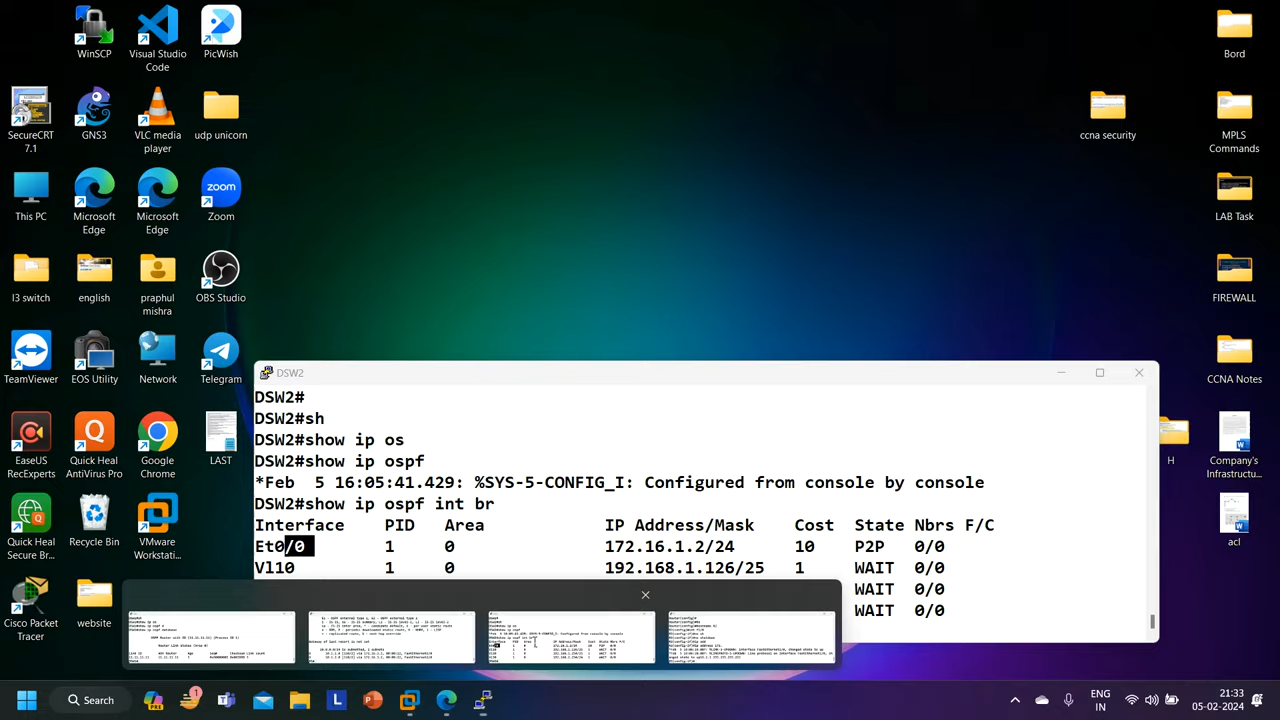 WinSCP
Visual Studio
Code
PicWish
Bord
SecureCRT
7.1
GNS3
VLC media
player
udp unicorn
ccna security
MPLS
Commands
This PC
Microsoft
Edge
Microsoft
Edge
zoom
Zoom
LAB Task
l3 switch
english
praphul
mishra
OBS Studio
FIREWALL
TeamViewer
EOS Utility
Network
Telegram
CCNA Notes
EaseUS
RecExperts
Quick Heal
AntiVirus Pro
Google
Chrome
LAST
H
Company's
Infrastructu...
Quick Heal
Secure Br...
Recycle Bin
VMware
Workstati...
acl
Cisco Packet
Tracer
website
DSW2
DSW2#
DSW2#sh
DSW2#show ip os
DSW2#show ip ospf
*Feb  5 16:05:41.429: %SYS-5-CONFIG_I: Configured from console by console
DSW2#show ip ospf int br
Interface    PID   Area            IP Address/Mask    Cost  State Nbrs F/C
Et0/0        1     0               172.16.1.2/24      10    P2P   0/0
Vl10         1     0               192.168.1.126/25   1     WAIT  0/0
WAIT  0/0
WAIT  0/0
Search
PRE
1
L
P
ENG
IN
21:33
05-02-2024